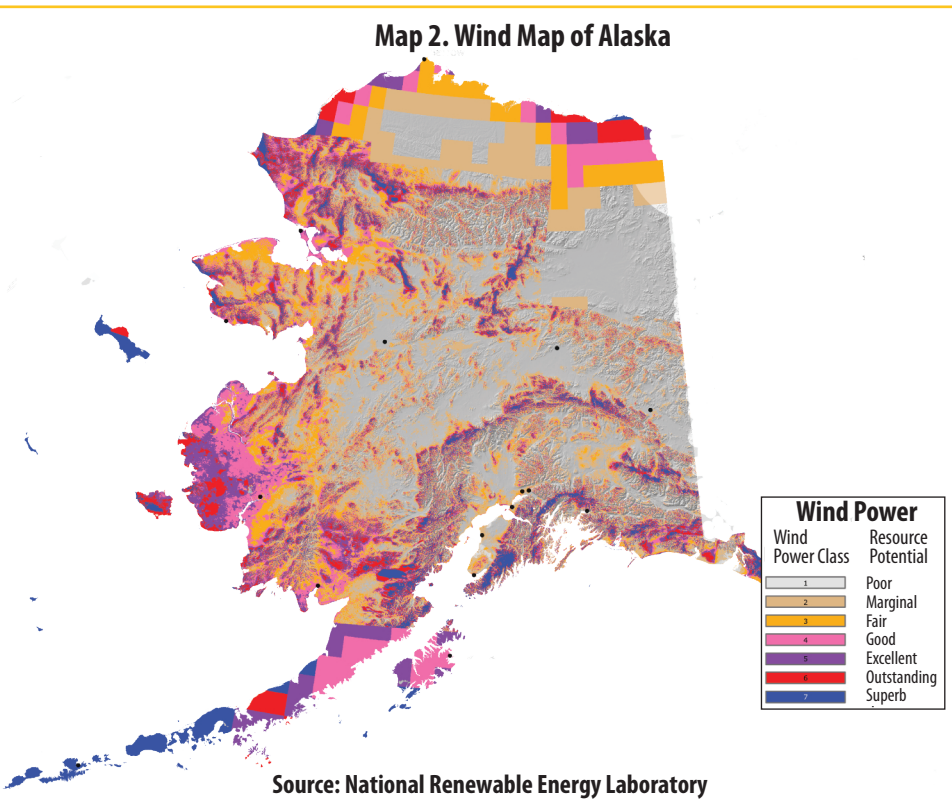 Map 2. Wind Map of Alaska
Wind Power
Wind Power Class
Resource Potential
1 Poor
2 Marginal
3 Fair
4 Good
5 Excellent
6 Outstanding
7 Superb
Source: National Renewable Energy Laboratory